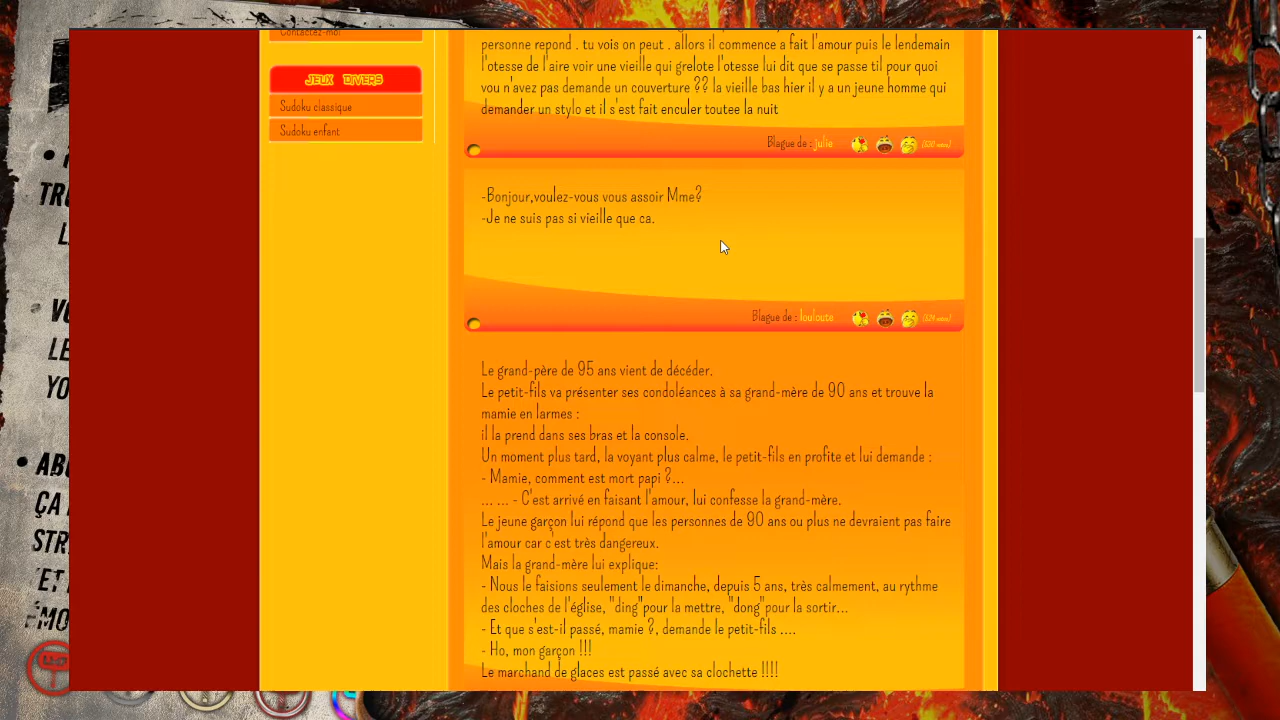 Contactez-moi
JEUX DIVERS
Sudoku classique
Sudoku enfant
personne repond . tu vois on peut . allors il commence a fait l'amour puis le lendemain
l'otesse de l'aire voir une vieille qui grelote l'otesse lui dit que se passe til pour quoi
vou n'avez pas demande un couverture ?? la vieille bas hier il y a un jeune homme qui
demander un stylo et il s'est fait enculer toutee la nuit
Blague de : julie
-Bonjour,voulez-vous vous assoir Mme?
-Je ne suis pas si vieille que ca.
Blague de : louloute
(524 votes)
Le grand-père de 95 ans vient de décéder.
Le petit-fils va présenter ses condoléances à sa grand-mère de 90 ans et trouve la
mamie en larmes :
il la prend dans ses bras et la console.
Un moment plus tard, la voyant plus calme, le petit-fils en profite et lui demande :
- Mamie, comment est mort papi ?...
... ... - C'est arrivé en faisant l'amour, lui confesse la grand-mère.
Le jeune garçon lui répond que les personnes de 90 ans ou plus ne devraient pas faire
l'amour car c'est très dangereux.
Mais la grand-mère lui explique:
- Nous le faisions seulement le dimanche, depuis 5 ans, très calmement, au rythme
des cloches de l'église, "ding"pour la mettre, "dong"pour la sortir...
- Et que s'est-il passé, mamie ?, demande le petit-fils ....
- Ho, mon garçon !!!
Le marchand de glaces est passé avec sa clochette !!!!